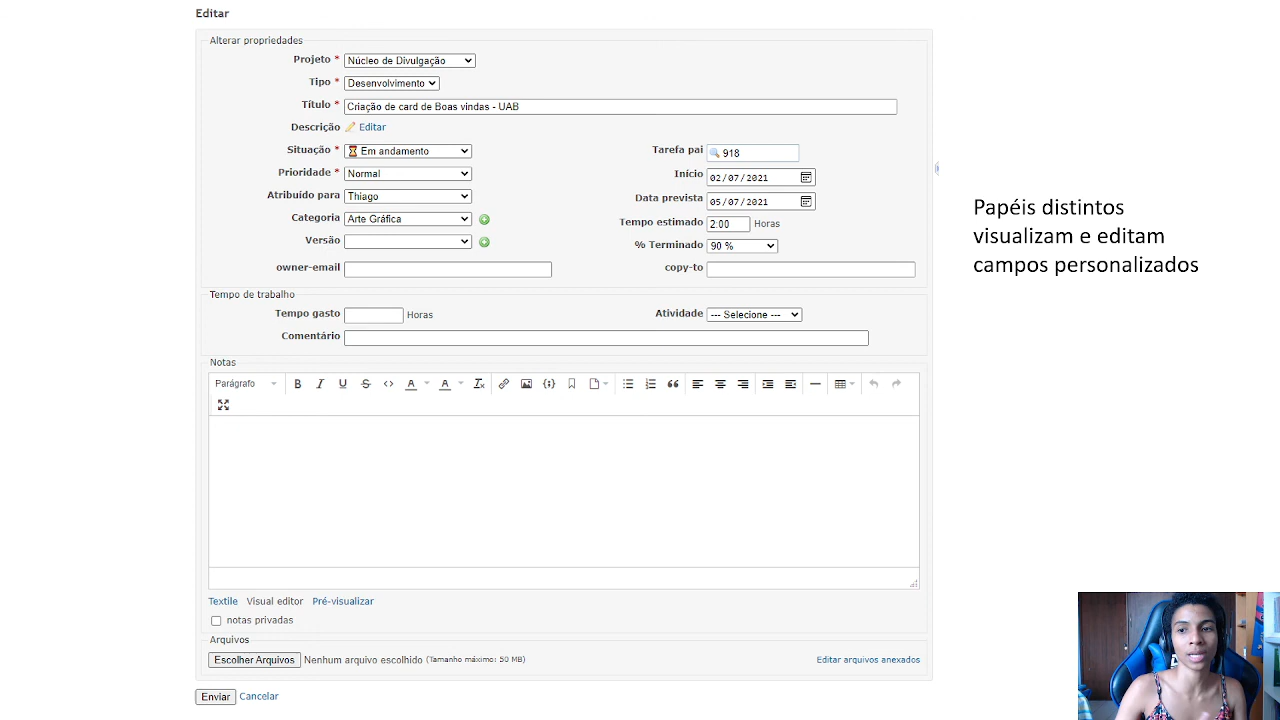 Editar
Alterar propriedades
Projeto * Núcleo de Divulgação
Tipo * Desenvolvimento
Título * Criação de card de Boas vindas - UAB
Descrição Editar
Situação * Em andamento Tarefa pai 918
Prioridade * Normal Início 02/07/2021
Atribuído para Thiago Data prevista 05/07/2021
Categoria Arte Gráfica Tempo estimado 2:00 Horas
Versão % Terminado 90 %
owner-email copy-to
Tempo de trabalho
Tempo gasto Horas Atividade --- Selecione ---
Comentário
Notas
Parágrafo B I U S A A
Textile Visual editor Pré-visualizar
notas privadas
Arquivos
Escolher Arquivos Nenhum arquivo escolhido (Tamanho máximo: 50 MB) Editar arquivos anexados
Enviar Cancelar
Papéis distintos
visualizam e editam
campos personalizados